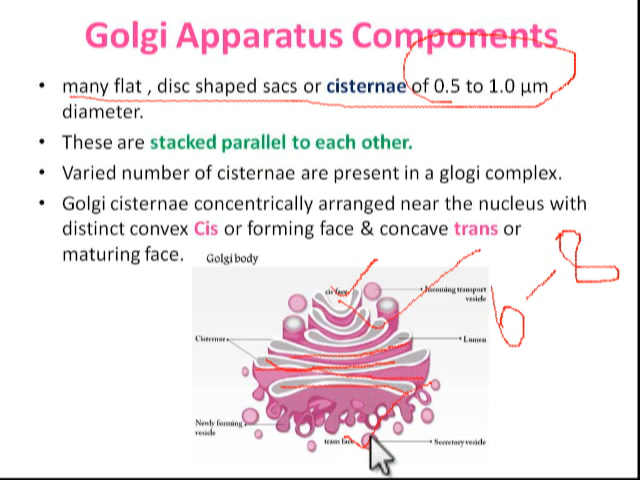 Golgi Apparatus Components
• many flat , disc shaped sacs or cisternae of 0.5 to 1.0 µm
diameter.
• These are stacked parallel to each other.
• Varied number of cisternae are present in a glogi complex.
• Golgi cisternae concentrically arranged near the nucleus with
distinct convex Cis or forming face & concave trans or
maturing face.
Golgi body
cis face
Incoming transport
vesicle
6-8
Cisternae
Lumen
Newly forming
vesicle
trans face
Secretory vesicle